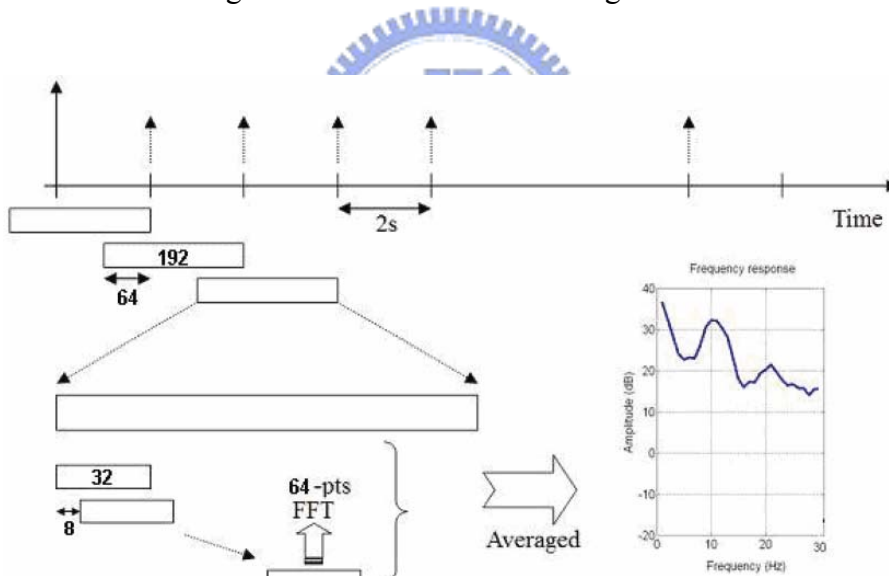 Time
2s
192
64
32
8
64-pts
FFT
Averaged
Frequency response
Amplitude (dB)
40
30
20
10
0
-10
-20
0
10
20
30
Frequency (Hz)